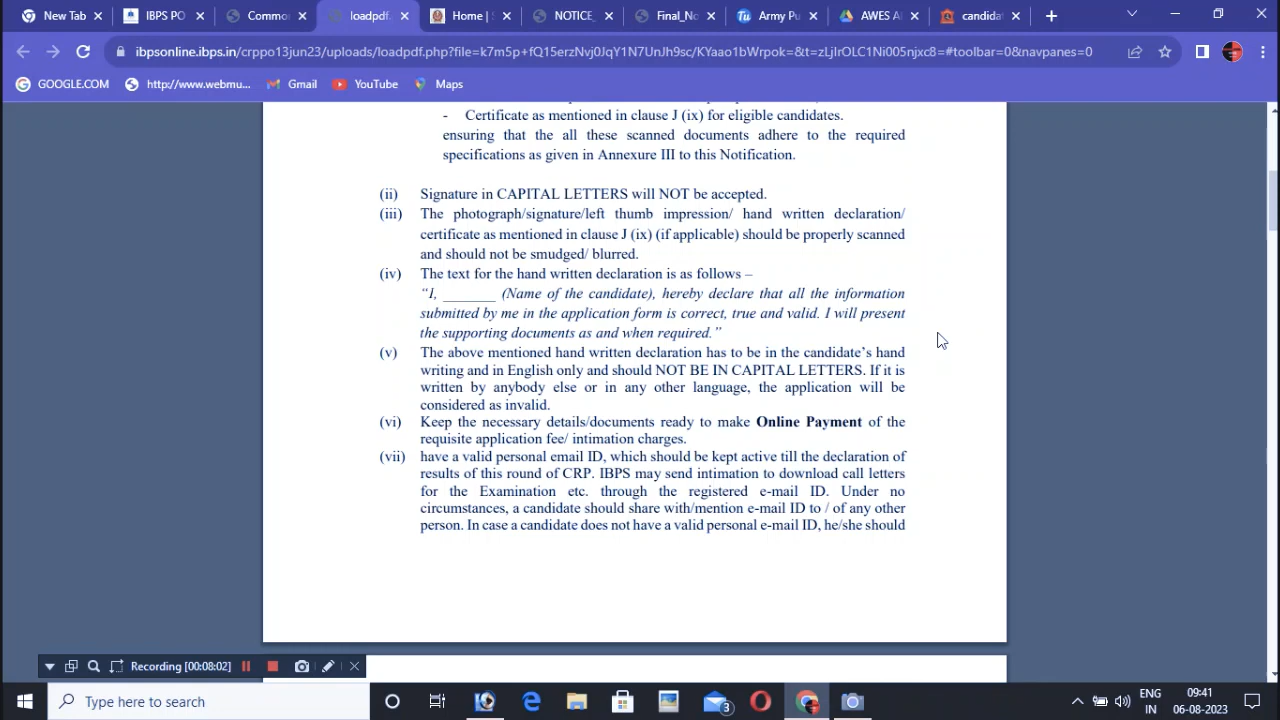 New Tab
IBPS PO
Commo
loadpdf.
Home | S
NOTICE_
Final_No
Army Pu
AWES A
candida
ibpsonline.ibps.in/crppo13jun23/uploads/loadpdf.php?file=k7m5p+fQ15erzNvj0JqY1N7UnJh9sc/KYaao1bWrpok=&t=zLjIrOLC1Ni005njxc8=#toolbar=0&navpanes=0
GOOGLE.COM
http://www.webmu...
Gmail
YouTube
Maps
- Certificate as mentioned in clause J (ix) for eligible candidates.
ensuring that the all these scanned documents adhere to the required
specifications as given in Annexure III to this Notification.
(ii) Signature in CAPITAL LETTERS will NOT be accepted.
(iii) The photograph/signature/left thumb impression/ hand written declaration/
certificate as mentioned in clause J (ix) (if applicable) should be properly scanned
and should not be smudged/ blurred.
(iv) The text for the hand written declaration is as follows –
“I, _______ (Name of the candidate), hereby declare that all the information
submitted by me in the application form is correct, true and valid. I will present
the supporting documents as and when required.”
(v) The above mentioned hand written declaration has to be in the candidate’s hand
writing and in English only and should NOT BE IN CAPITAL LETTERS. If it is
written by anybody else or in any other language, the application will be
considered as invalid.
(vi) Keep the necessary details/documents ready to make Online Payment of the
requisite application fee/ intimation charges.
(vii) have a valid personal email ID, which should be kept active till the declaration of
results of this round of CRP. IBPS may send intimation to download call letters
for the Examination etc. through the registered e-mail ID. Under no
circumstances, a candidate should share with/mention e-mail ID to / of any other
person. In case a candidate does not have a valid personal e-mail ID, he/she should
Recording [00:08:02]
Type here to search
3
ENG
IN
09:41
06-08-2023